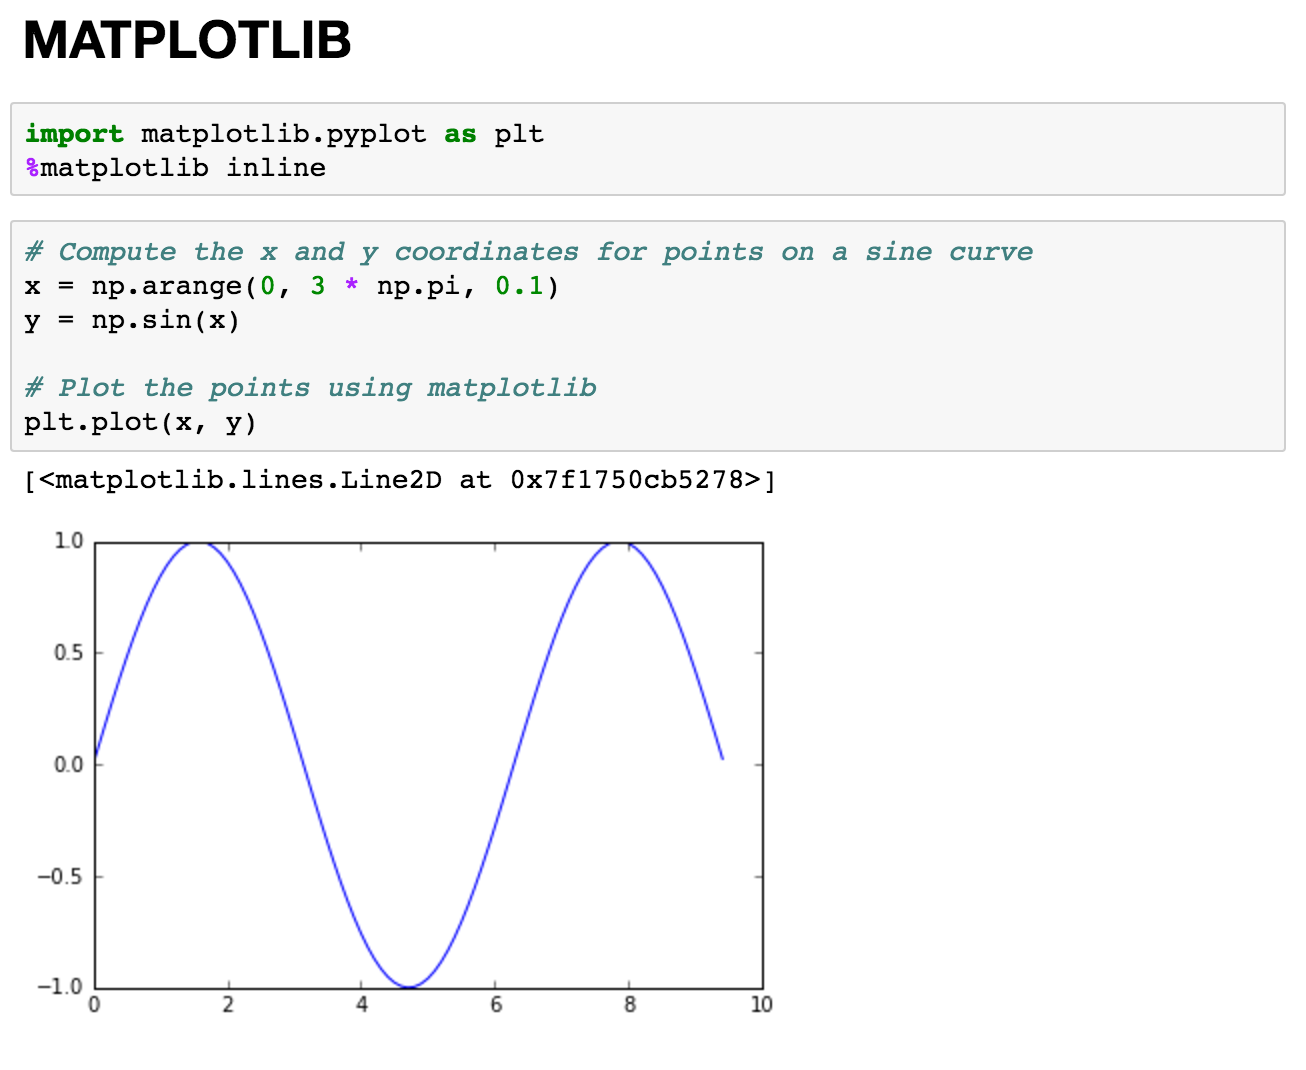 MATPLOTLIB
import matplotlib.pyplot as plt
%matplotlib inline
# Compute the x and y coordinates for points on a sine curve
x = np.arange(0, 3 * np.pi, 0.1)
y = np.sin(x)
# Plot the points using matplotlib
plt.plot(x, y)
[<matplotlib.lines.Line2D at 0x7f1750cb5278>]
1.0
0.5
0.0
−0.5
−1.0
0 2 4 6 8 10